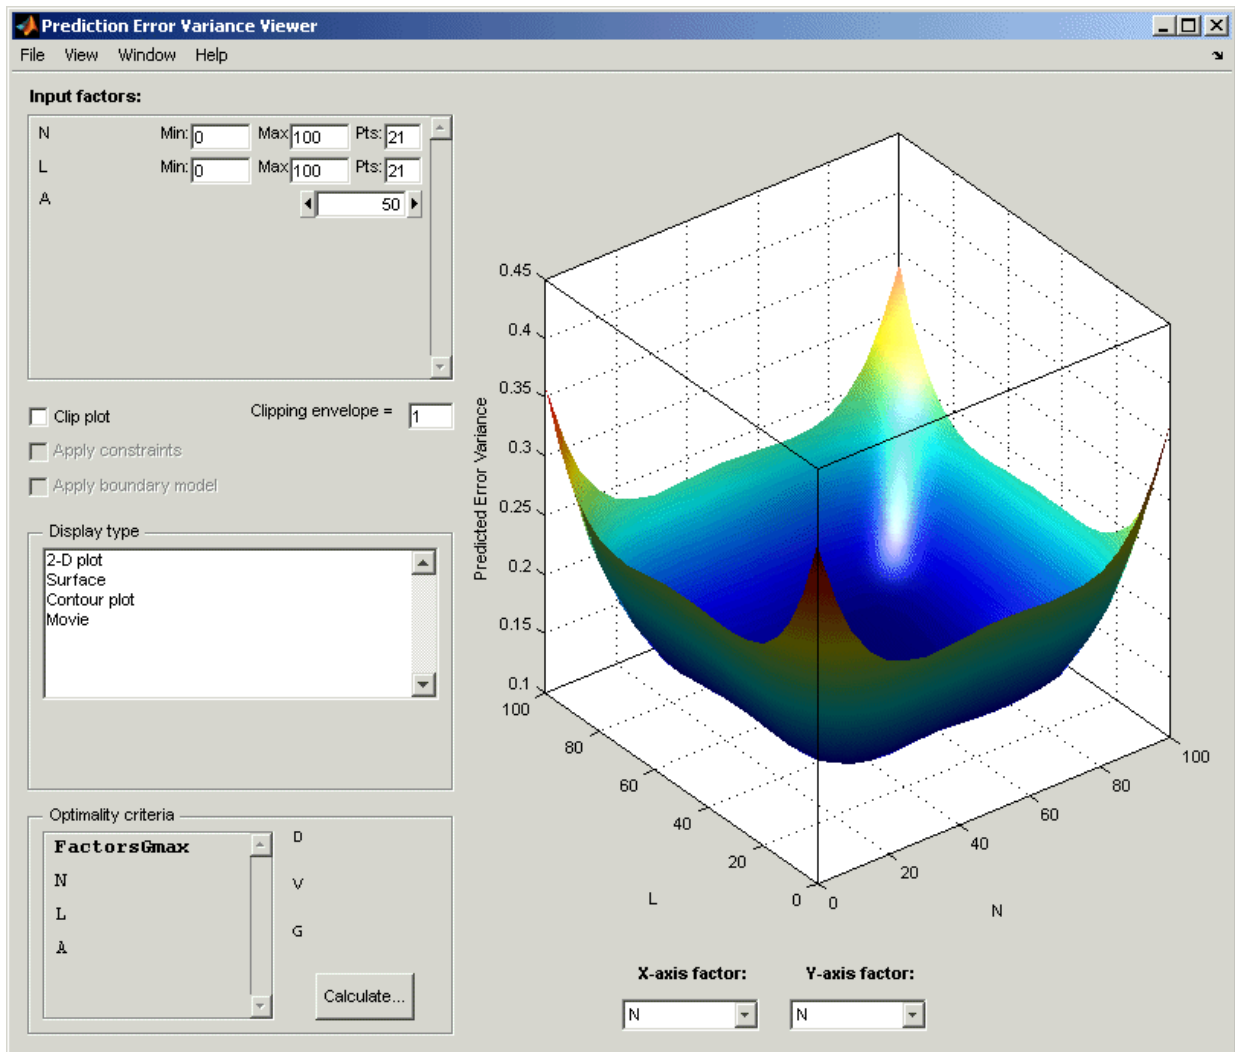 Prediction Error Variance Viewer
File View Window Help
Input factors:
N Min: 0 Max 100 Pts: 21
L Min: 0 Max 100 Pts: 21
A 50
Clip plot Clipping envelope = 1
Apply constraints
Apply boundary model
Display type
2-D plot
Surface
Contour plot
Movie
Optimality criteria
FactorsGmax
N
L
A
D
V
G
Calculate...
Predicted Error Variance
0.45
0.4
0.35
0.3
0.25
0.2
0.15
0.1
100
80
60
40
20
0
L
0
20
40
60
80
100
N
X-axis factor: Y-axis factor:
N N